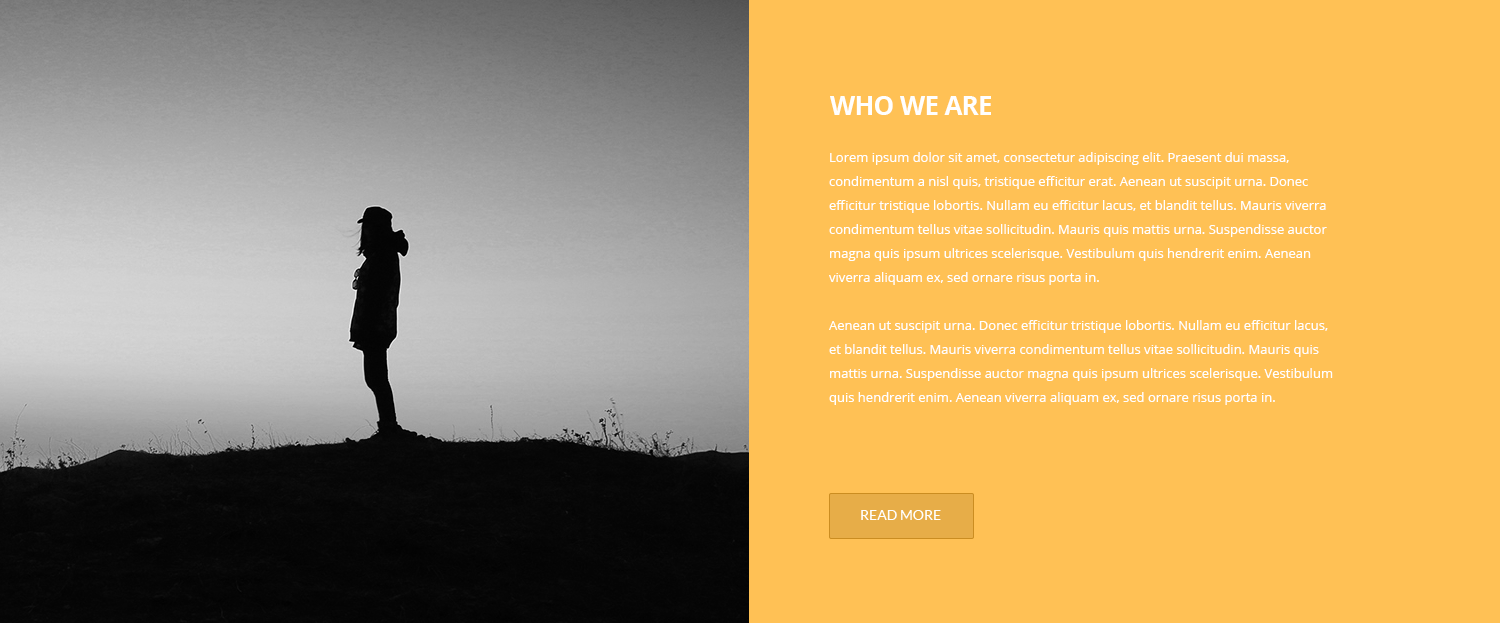 WHO WE ARE
Lorem ipsum dolor sit amet, consectetur adipiscing elit. Praesent dui massa,
condimentum a nisl quis, tristique efficitur erat. Aenean ut suscipit urna. Donec
efficitur tristique lobortis. Nullam eu efficitur lacus, et blandit tellus. Mauris viverra
condimentum tellus vitae sollicitudin. Mauris quis mattis urna. Suspendisse auctor
magna quis ipsum ultrices scelerisque. Vestibulum quis hendrerit enim. Aenean
viverra aliquam ex, sed ornare risus porta in.
Aenean ut suscipit urna. Donec efficitur tristique lobortis. Nullam eu efficitur lacus,
et blandit tellus. Mauris viverra condimentum tellus vitae sollicitudin. Mauris quis
mattis urna. Suspendisse auctor magna quis ipsum ultrices scelerisque. Vestibulum
quis hendrerit enim. Aenean viverra aliquam ex, sed ornare risus porta in.
READ MORE